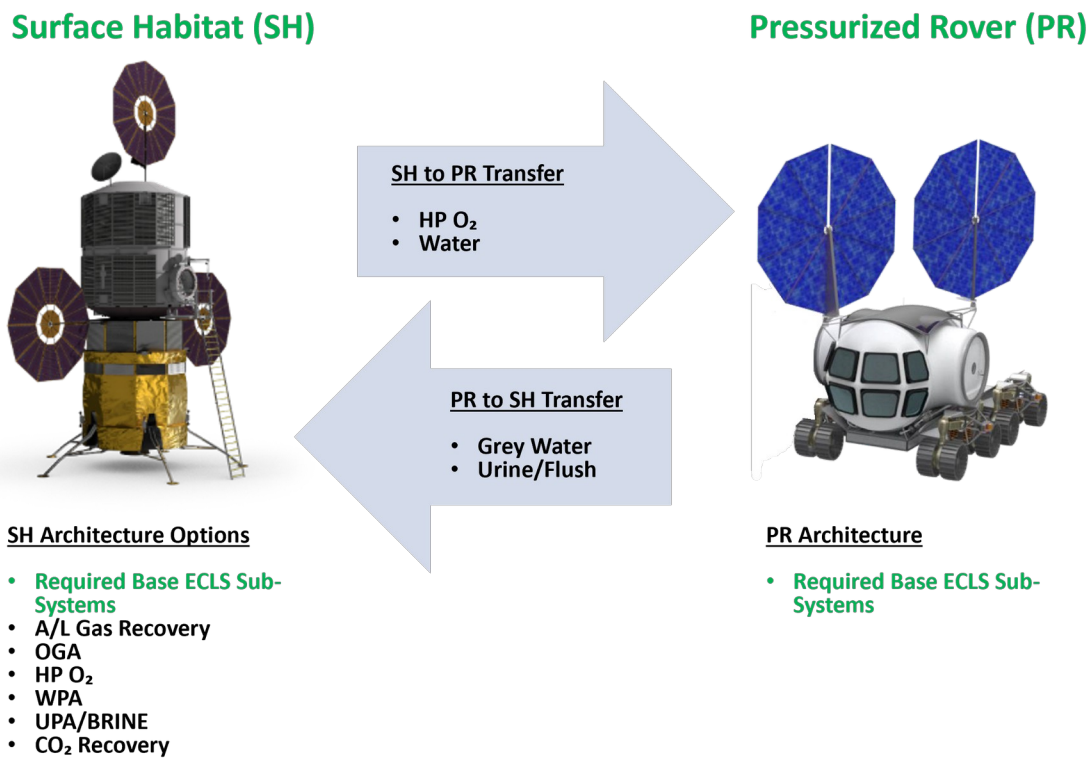 Surface Habitat (SH)
Pressurized Rover (PR)
SH to PR Transfer
• HP O₂
• Water
PR to SH Transfer
• Grey Water
• Urine/Flush
SH Architecture Options
• Required Base ECLS Sub-
Systems
• A/L Gas Recovery
• OGA
• HP O₂
• WPA
• UPA/BRINE
• CO₂ Recovery
PR Architecture
• Required Base ECLS Sub-
Systems